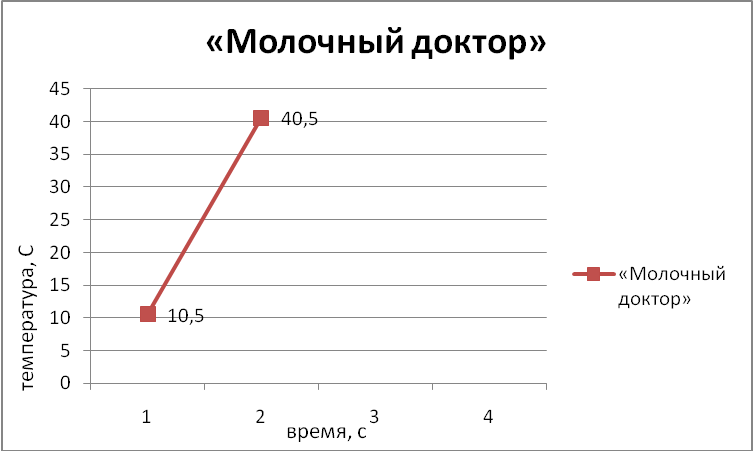 «Молочный доктор»
45
40
35
30
25
20
15
10
5
0
температура, С
40,5
10,5
1 2 3 4
время, с
«Молочный
доктор»